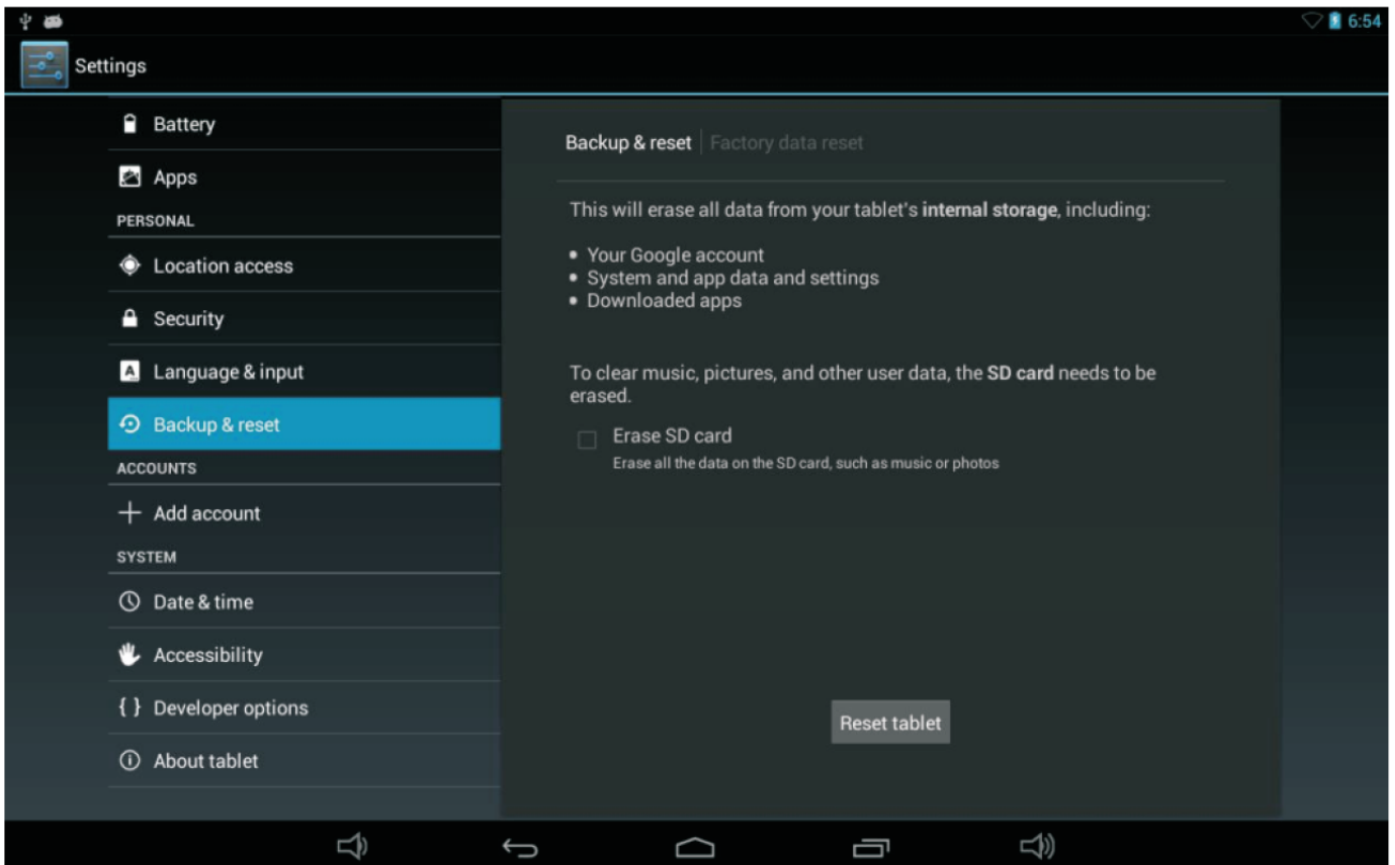 6:54
Settings
Battery
Apps
PERSONAL
Location access
Security
Language & input
Backup & reset
ACCOUNTS
Add account
SYSTEM
Date & time
Accessibility
{ } Developer options
About tablet
Backup & reset | Factory data reset
This will erase all data from your tablet's internal storage, including:
• Your Google account
• System and app data and settings
• Downloaded apps
To clear music, pictures, and other user data, the SD card needs to be
erased.
Erase SD card
Erase all the data on the SD card, such as music or photos
Reset tablet